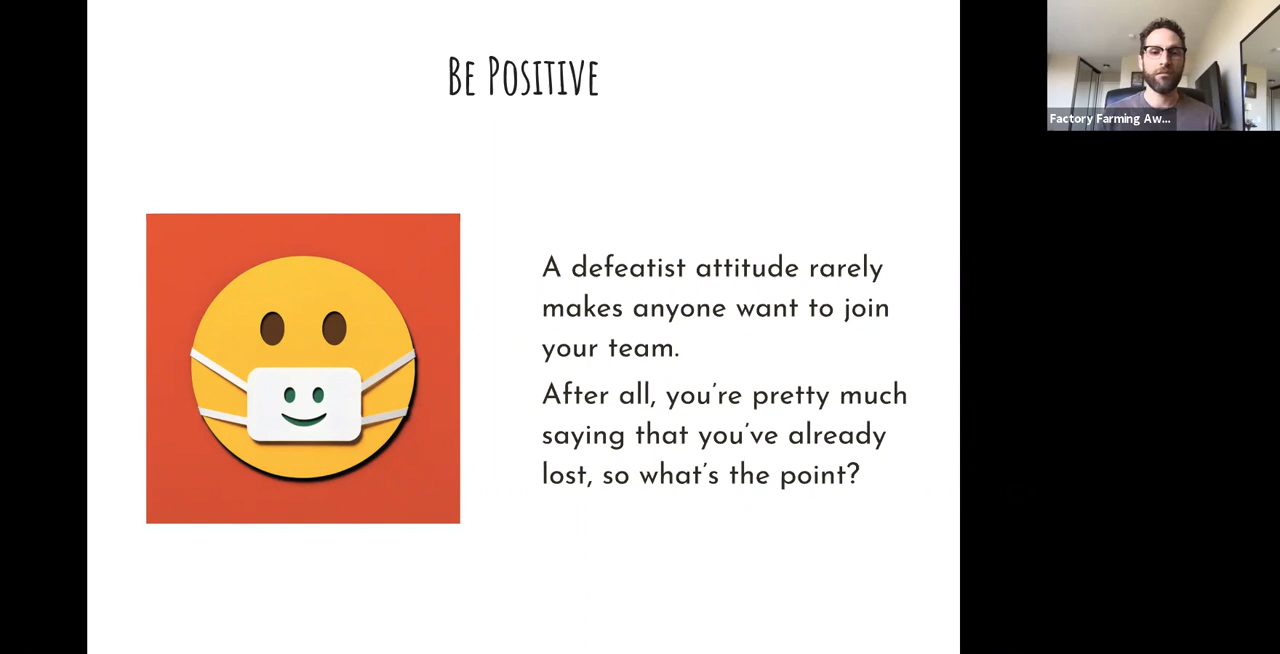 Be Positive
A defeatist attitude rarely
makes anyone want to join
your team.
After all, you're pretty much
saying that you've already
lost, so what's the point?
Factory Farming Aw...